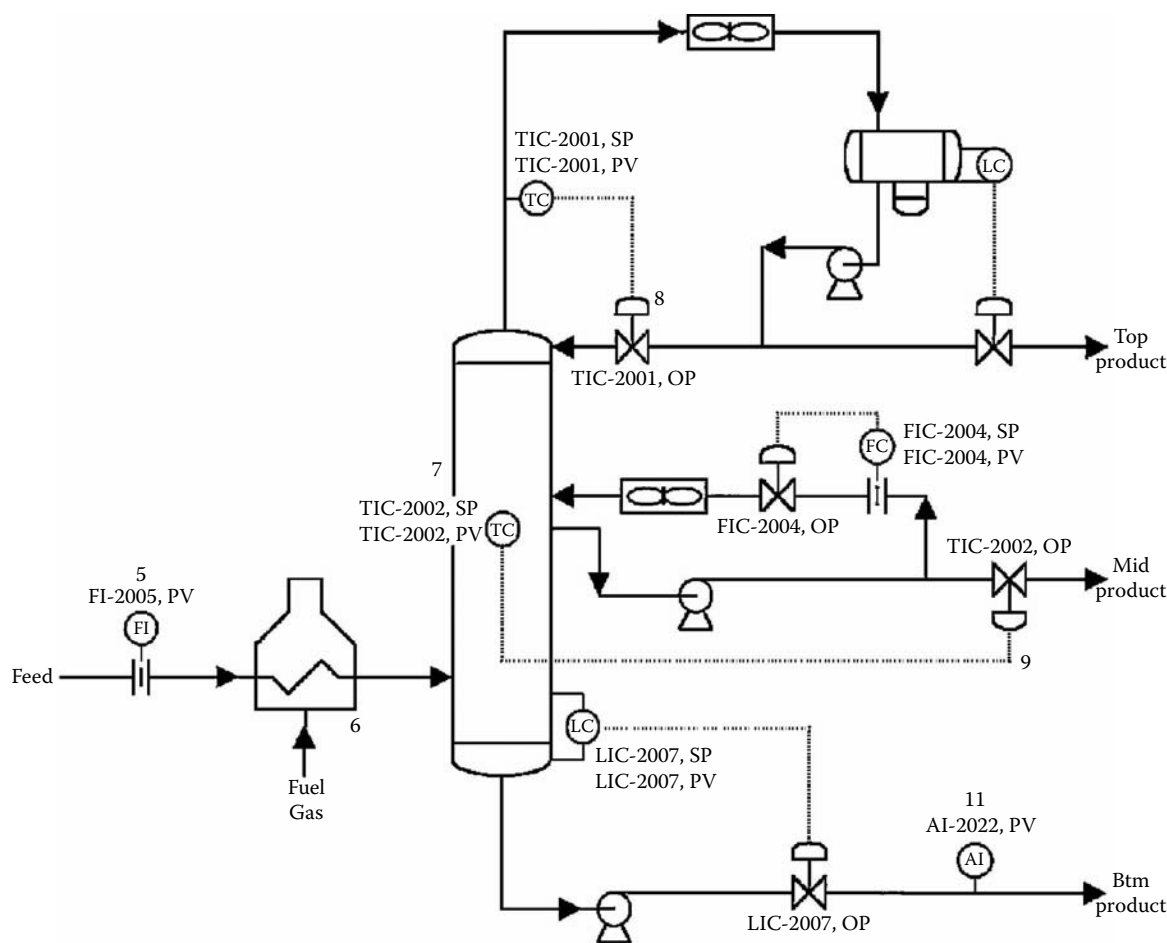 TIC-2001, SP
TIC-2001, PV
TC
LC
8
TIC-2001, OP
Top
product
FIC-2004, SP
FIC-2004, PV
FC
7
TIC-2002, SP
TIC-2002, PV
TC
FIC-2004, OP
TIC-2002, OP
Mid
product
5
FI-2005, PV
FI
9
Feed
6
LC
LIC-2007, SP
LIC-2007, PV
Fuel
Gas
11
AI-2022, PV
AI
Btm
product
LIC-2007, OP